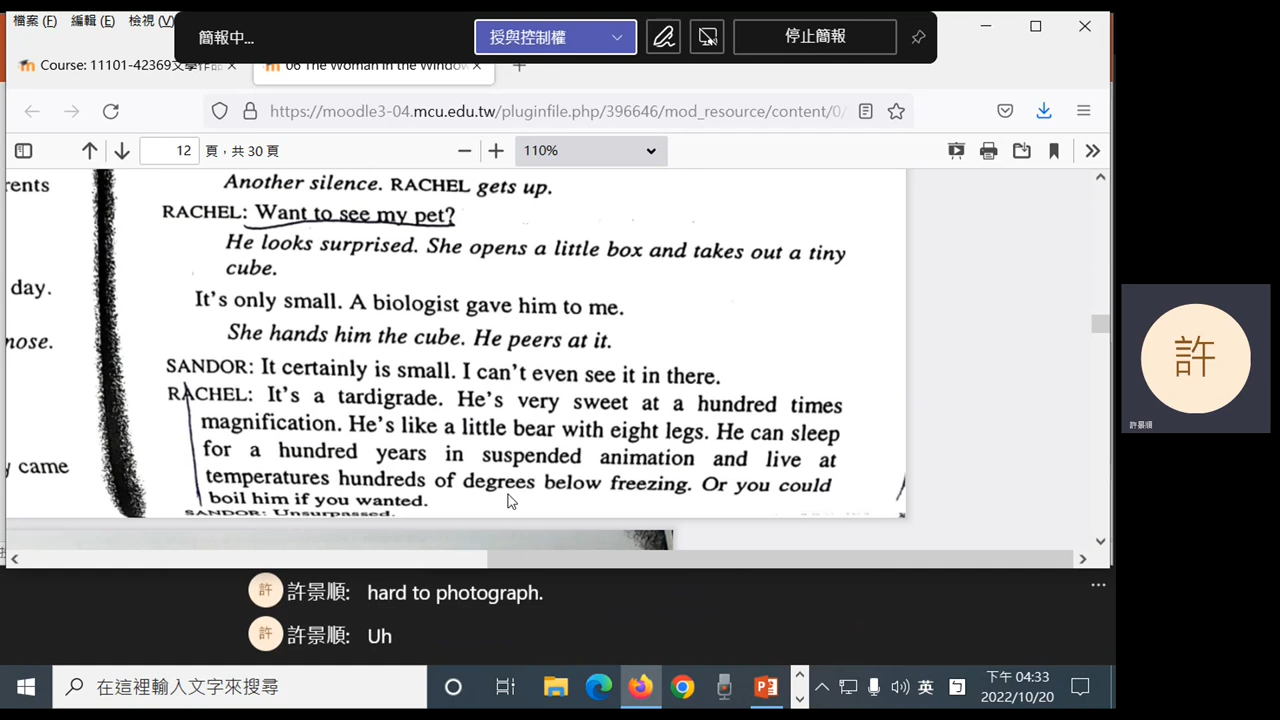 檔案 (F) 編輯 (E) 檢視 (V)
簡報中...
授與控制權
停止簡報
Course: 11101-42369文學作品
06 The Woman in the Window
https://moodle3-04.mcu.edu.tw/pluginfile.php/396646/mod_resource/content/0/
12 頁，共 30 頁
110%
rents
day.
nose.
came
Another silence. RACHEL gets up.
RACHEL: Want to see my pet?
He looks surprised. She opens a little box and takes out a tiny
cube.
It's only small. A biologist gave him to me.
She hands him the cube. He peers at it.
SANDOR: It certainly is small. I can't even see it in there.
RACHEL: It's a tardigrade. He's very sweet at a hundred times
magnification. He's like a little bear with eight legs. He can sleep
for a hundred years in suspended animation and live at
temperatures hundreds of degrees below freezing. Or you could
boil him if you wanted.
SANDOR: Unsurpassed.
許
許景順
許 許景順: hard to photograph.
許 許景順: Uh
在這裡輸入文字來搜尋
英
下午 04:33
2022/10/20